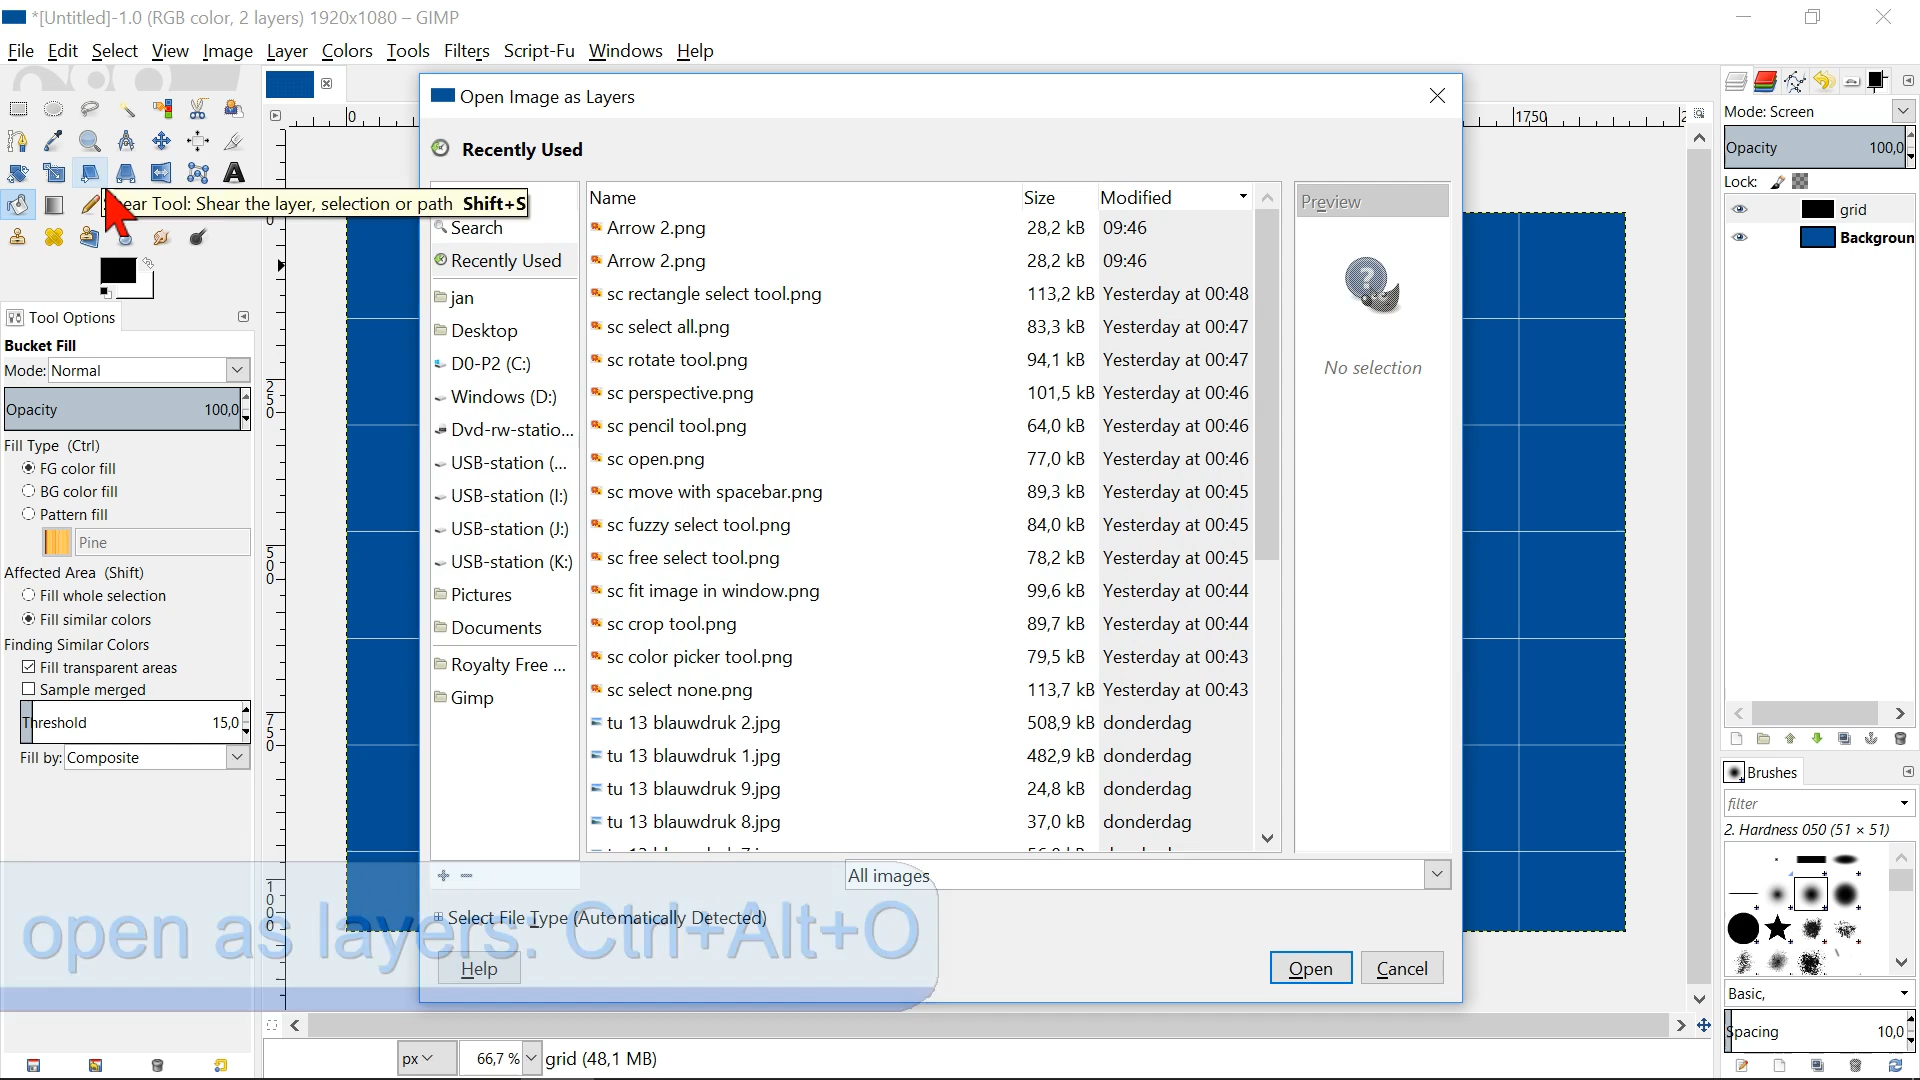 *[Untitled]-1.0 (RGB color, 2 layers) 1920x1080 – GIMP
File Edit Select View Image Layer Colors Tools Filters Script-Fu Windows Help
Shear Tool: Shear the layer, selection or path Shift+S
Tool Options
Bucket Fill
Mode: Normal
Opacity 100,0
Fill Type (Ctrl)
FG color fill
BG color fill
Pattern fill
Pine
Affected Area (Shift)
Fill whole selection
Fill similar colors
Finding Similar Colors
Fill transparent areas
Sample merged
Threshold 15,0
Fill by: Composite
0
1750
0
250
500
750
Open Image as Layers
Recently Used
Search
Recently Used
jan
Desktop
D0-P2 (C:)
Windows (D:)
Dvd-rw-statio...
USB-station (...
USB-station (I:)
USB-station (J:)
USB-station (K:)
Pictures
Documents
Royalty Free ...
Gimp
Name Size Modified
Arrow 2.png 28,2 kB 09:46
Arrow 2.png 28,2 kB 09:46
sc rectangle select tool.png 113,2 kB Yesterday at 00:48
sc select all.png 83,3 kB Yesterday at 00:47
sc rotate tool.png 94,1 kB Yesterday at 00:47
sc perspective.png 101,5 kB Yesterday at 00:46
sc pencil tool.png 64,0 kB Yesterday at 00:46
sc open.png 77,0 kB Yesterday at 00:46
sc move with spacebar.png 89,3 kB Yesterday at 00:45
sc fuzzy select tool.png 84,0 kB Yesterday at 00:45
sc free select tool.png 78,2 kB Yesterday at 00:45
sc fit image in window.png 99,6 kB Yesterday at 00:44
sc crop tool.png 89,7 kB Yesterday at 00:44
sc color picker tool.png 79,5 kB Yesterday at 00:43
sc select none.png 113,7 kB Yesterday at 00:43
tu 13 blauwdruk 2.jpg 508,9 kB donderdag
tu 13 blauwdruk 1.jpg 482,9 kB donderdag
tu 13 blauwdruk 9.jpg 24,8 kB donderdag
tu 13 blauwdruk 8.jpg 37,0 kB donderdag
Preview
No selection
All images
Select File Type (Automatically Detected)
Help Open Cancel
open as layers: Ctrl+Alt+O
px 66,7 % grid (48,1 MB)
Mode: Screen
Opacity 100,0
Lock:
grid
Backgroun
Brushes
filter
2. Hardness 050 (51 × 51)
Basic,
Spacing 10,0